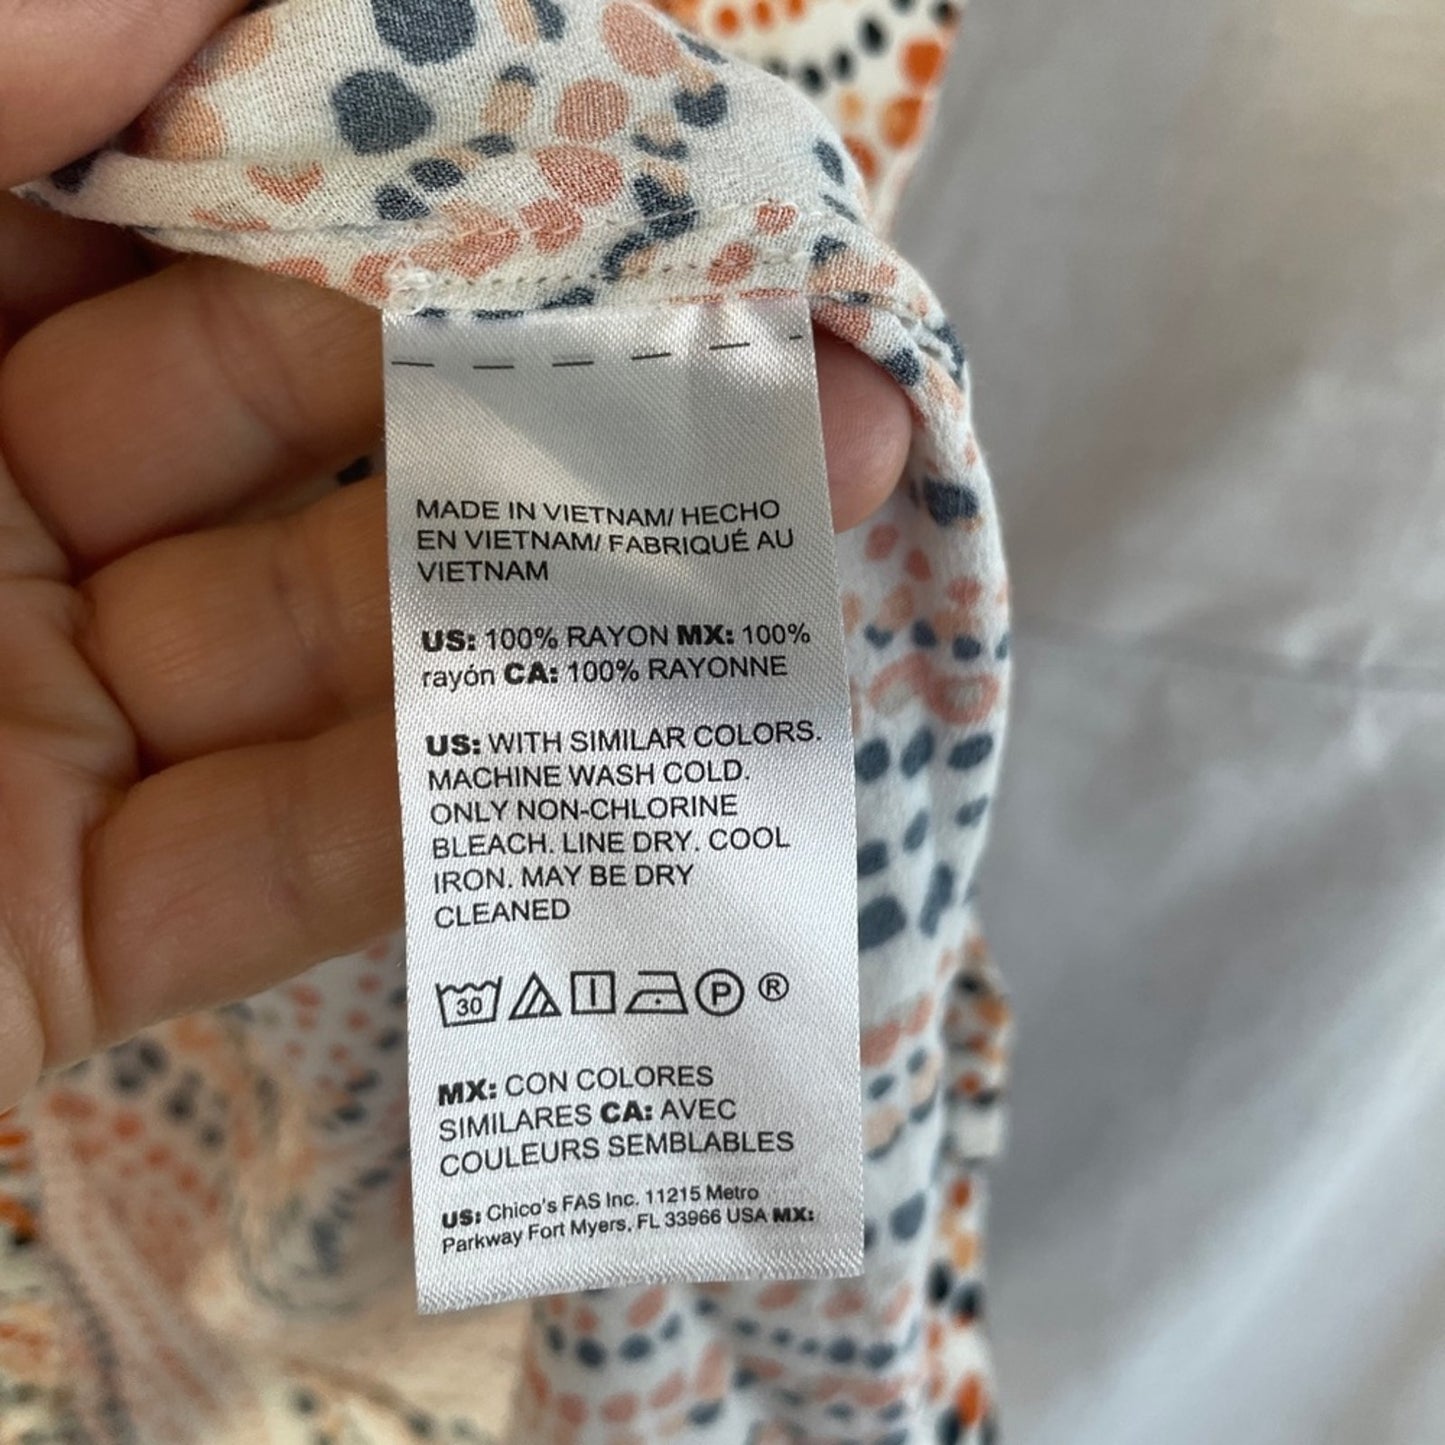 MADE IN VIETNAM/ HECHO
EN VIETNAM/ FABRIQUÉ AU
VIETNAM
US: 100% RAYON MX: 100%
rayón CA: 100% RAYONNE
US: WITH SIMILAR COLORS.
MACHINE WASH COLD.
ONLY NON-CHLORINE
BLEACH. LINE DRY. COOL
IRON. MAY BE DRY
CLEANED
30 P ®
MX: CON COLORES
SIMILARES CA: AVEC
COULEURS SEMBLABLES
US: Chico's FAS Inc. 11215 Metro
Parkway Fort Myers, FL 33966 USA MX: